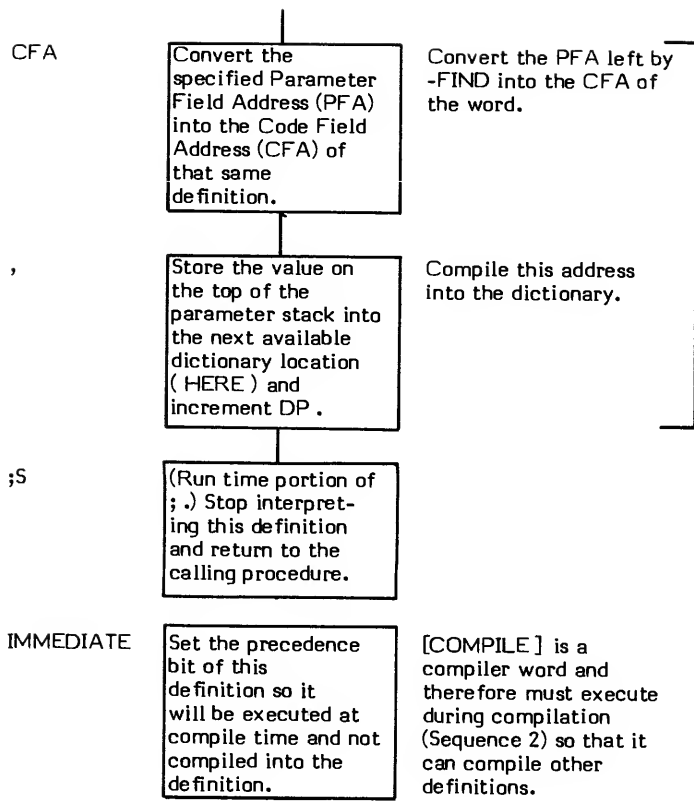 CFA
Convert the
specified Parameter
Field Address (PFA)
into the Code Field
Address (CFA) of
that same
definition.
Convert the PFA left by
-FIND into the CFA of
the word.
,
Store the value on
the top of the
parameter stack into
the next available
dictionary location
( HERE ) and
increment DP .
Compile this address
into the dictionary.
;S
(Run time portion of
; .) Stop interpret-
ing this definition
and return to the
calling procedure.
IMMEDIATE
Set the precedence
bit of this
definition so it
will be executed at
compile time and not
compiled into the
definition.
[COMPILE ] is a
compiler word and
therefore must execute
during compilation
(Sequence 2) so that it
can compile other
definitions.